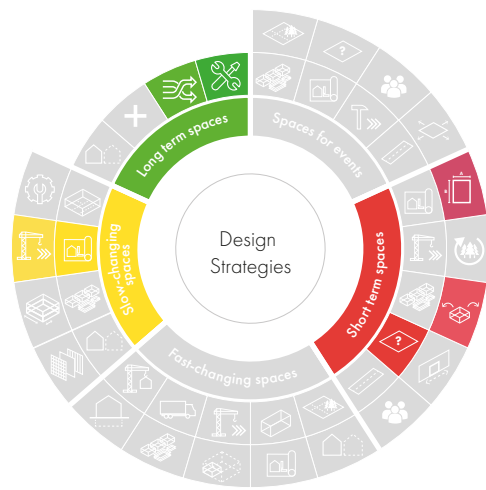 Design
Strategies
Spaces for events
Short term spaces
Fast-changing spaces
Slow-changing
spaces
Long term spaces
?
?